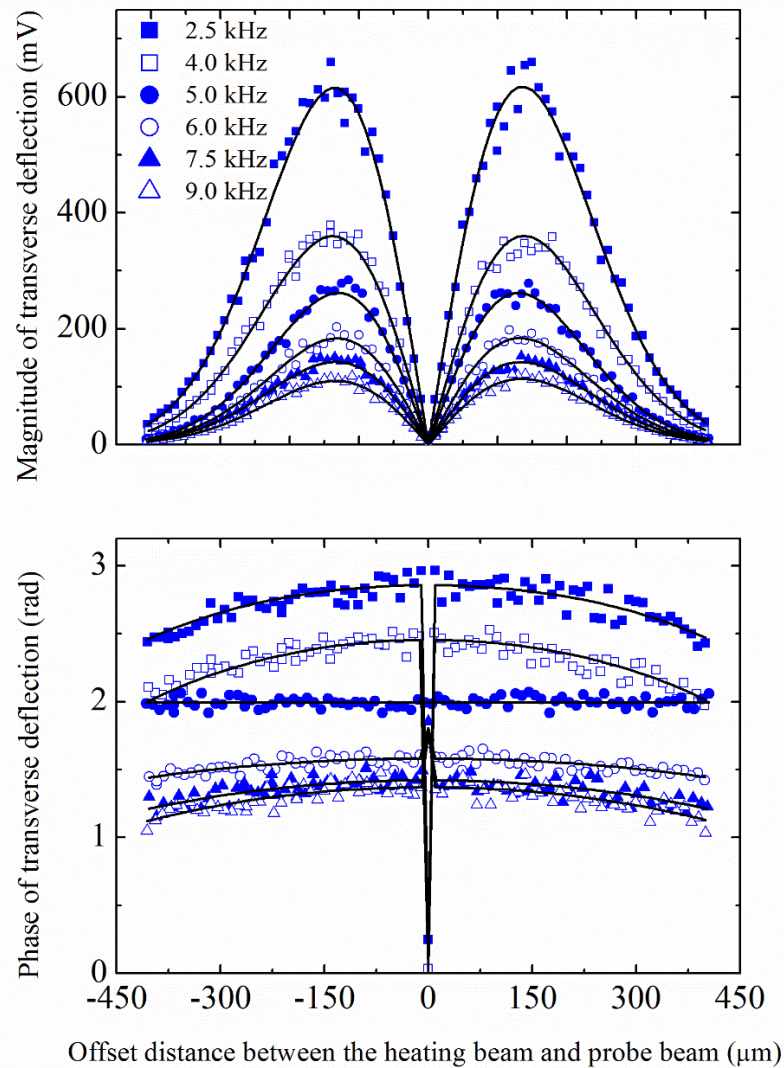 Magnitude of transverse deflection (mV)
600
400
200
0
2.5 kHz
4.0 kHz
5.0 kHz
6.0 kHz
7.5 kHz
9.0 kHz
Phase of transverse deflection (rad)
3
2
1
0
-450 -300 -150 0 150 300 450
Offset distance between the heating beam and probe beam (μm)